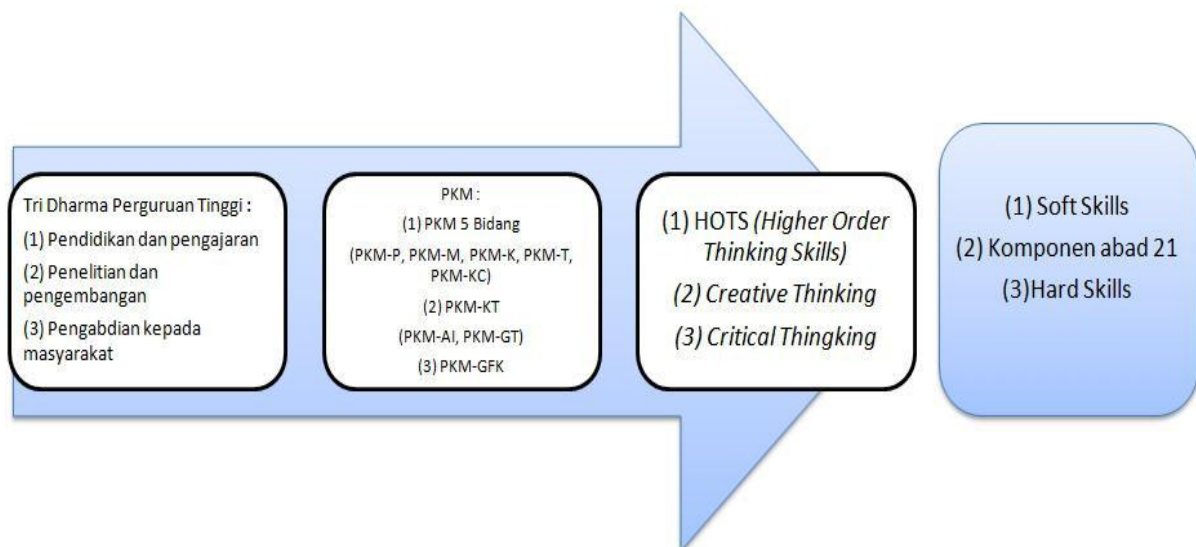 Tri Dharma Perguruan Tinggi :
(1) Pendidikan dan pengajaran
(2) Penelitian dan
pengembangan
(3) Pengabdian kepada
masyarakat
PKM :
(1) PKM 5 Bidang
(PKM-P, PKM-M, PKM-K, PKM-T,
PKM-KC)
(2) PKM-KT
(PKM-AI, PKM-GT)
(3) PKM-GFK
(1) HOTS (Higher Order
Thinking Skills)
(2) Creative Thinking
(3) Critical Thingking
(1) Soft Skills
(2) Komponen abad 21
(3)Hard Skills